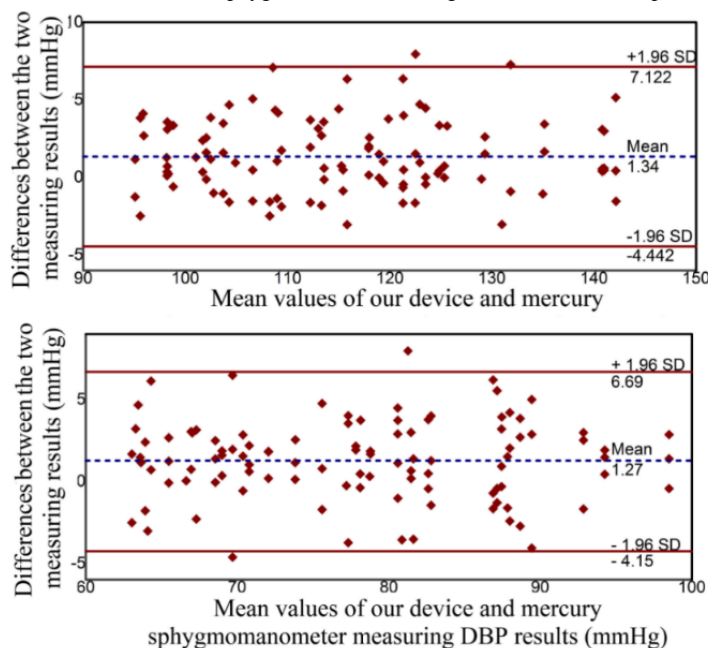 10
5
0
-5
Differences between the two
measuring results (mmHg)
+1.96 SD
7.122
Mean
1.34
-1.96 SD
-4.442
90 100 110 120 130 140 150
Mean values of our device and mercury
10
5
0
-5
Differences between the two
measuring results (mmHg)
+ 1.96 SD
6.69
Mean
1.27
- 1.96 SD
- 4.15
60 70 80 90 100
Mean values of our device and mercury
sphygmomanometer measuring DBP results (mmHg)